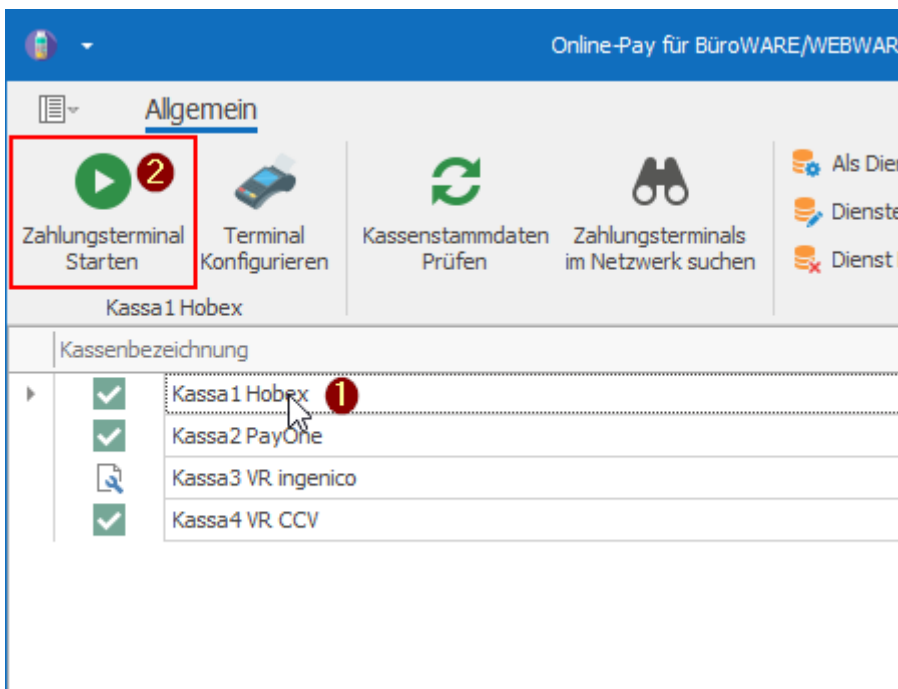 Online-Pay für BüroWARE/WEBWAR
Allgemein
2
Zahlungsterminal
Starten
Terminal
Konfigurieren
Kassenstammdaten
Prüfen
Zahlungsterminals
im Netzwerk suchen
Als Dien
Dienste
Dienst
Kassa1 Hobex
Kassenbezeichnung
Kassa1 Hobex
1
Kassa2 PayOne
Kassa3 VR ingenico
Kassa4 VR CCV